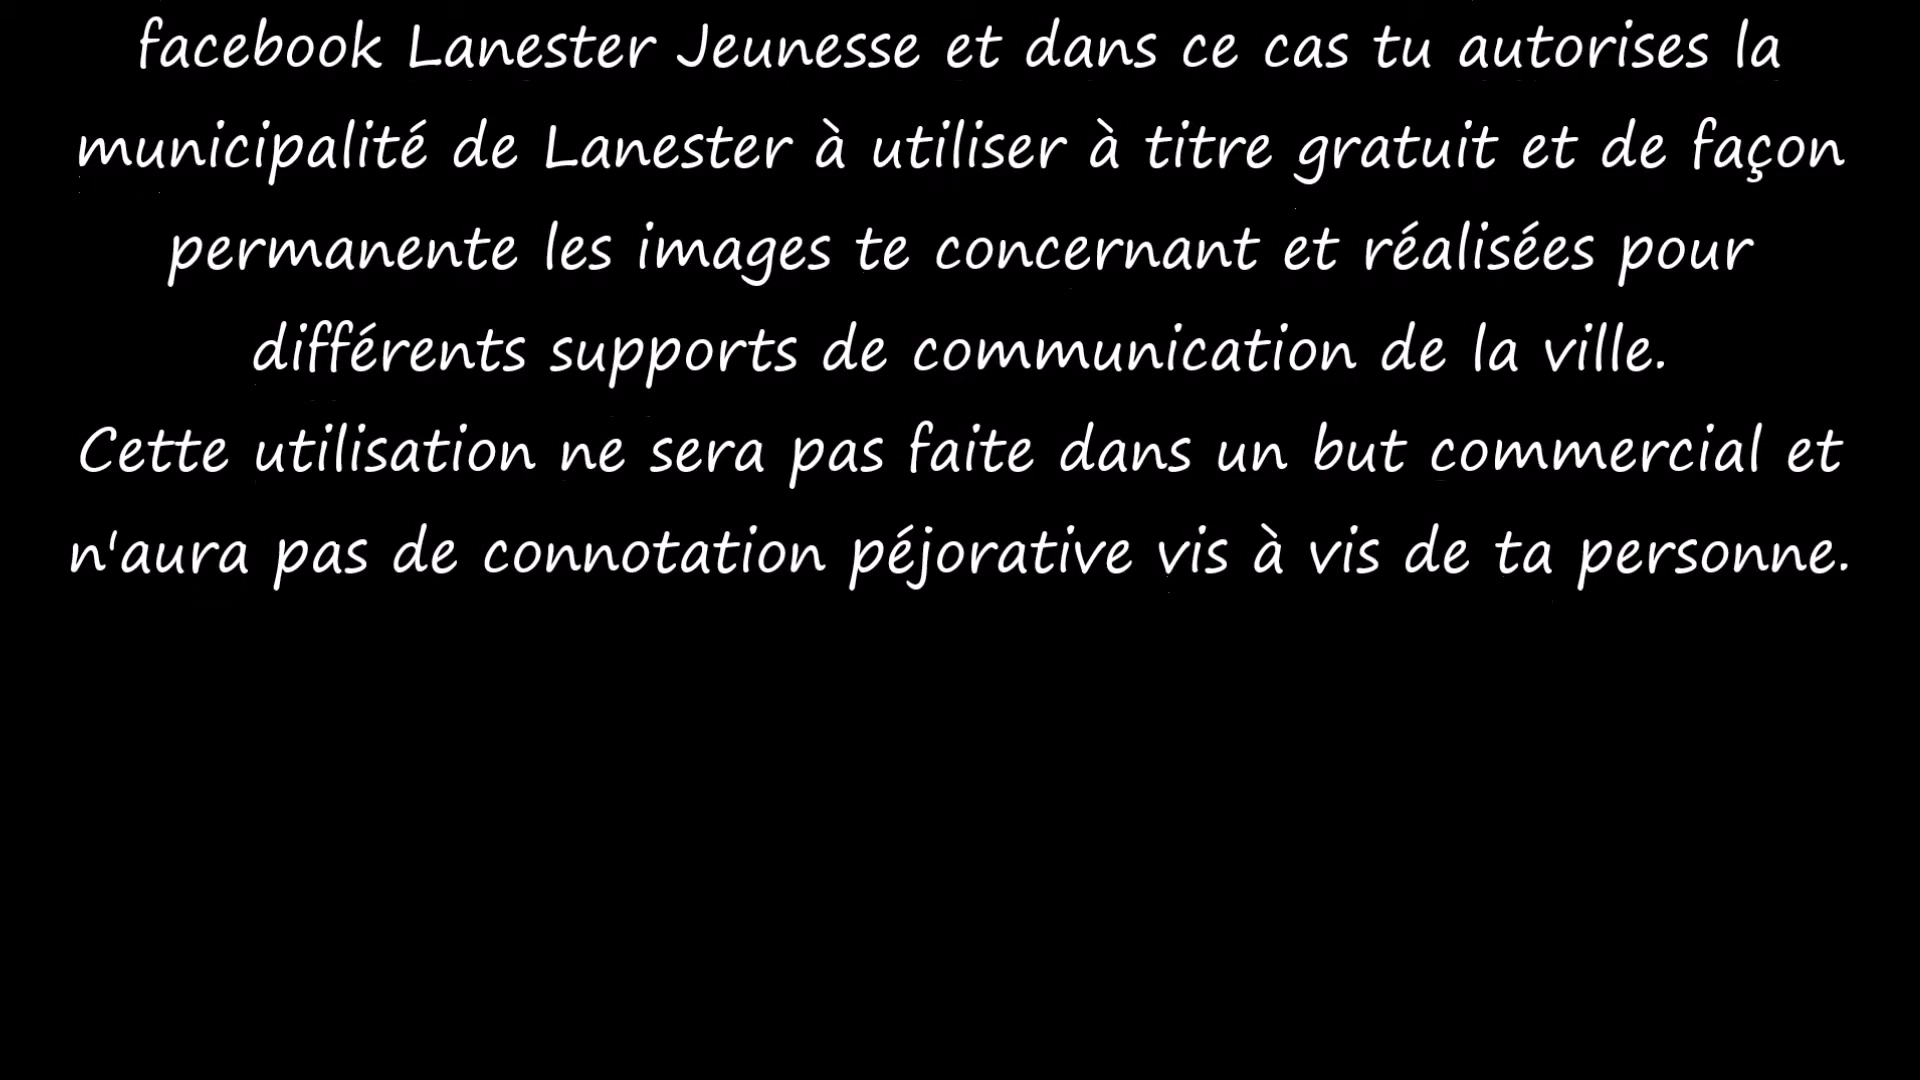 facebook Lanester Jeunesse et dans ce cas tu autorises la
municipalité de Lanester à utiliser à titre gratuit et de façon
permanente les images te concernant et réalisées pour
différents supports de communication de la ville.
Cette utilisation ne sera pas faite dans un but commercial et
n'aura pas de connotation péjorative vis à vis de ta personne.